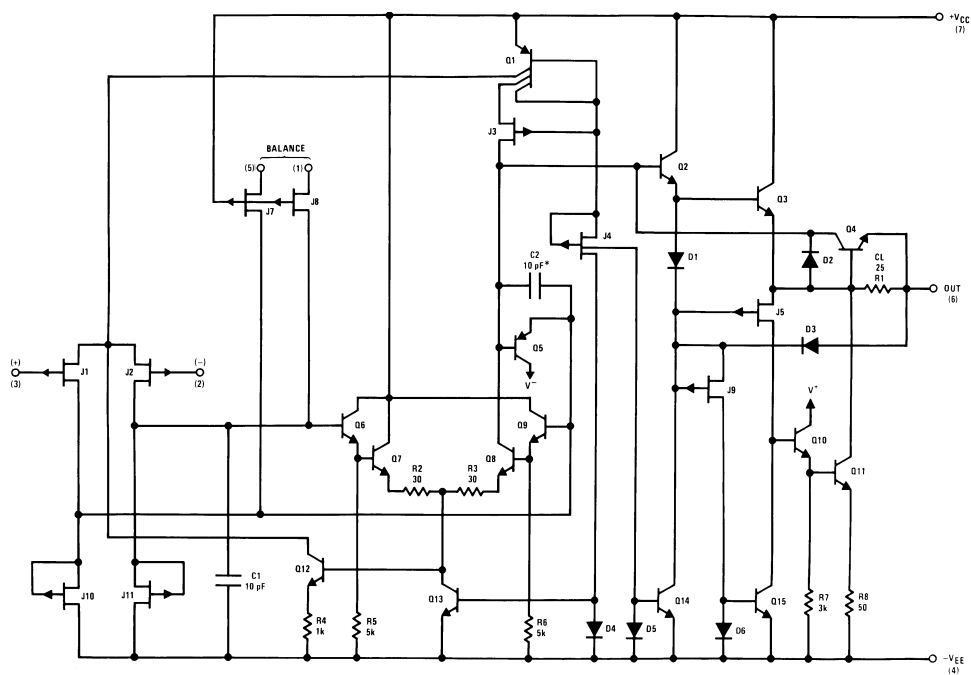 +VCC
(7)
Q1
J3
BALANCE
(5)
(1)
J7
J8
Q2
Q3
J4
Q4
D1
D2
CL
25
R1
OUT
(6)
C2
10 pF*
J5
D3
Q5
V−
(+)
(3)
J1
J2
(−)
(2)
J9
V+
Q6
Q9
Q10
Q7
Q8
Q11
R2
30
R3
30
Q12
C1
10 pF
Q13
J10
J11
R4
1k
R5
5k
R6
5k
D4
D5
Q14
D6
Q15
R7
3k
R8
50
−VEE
(4)